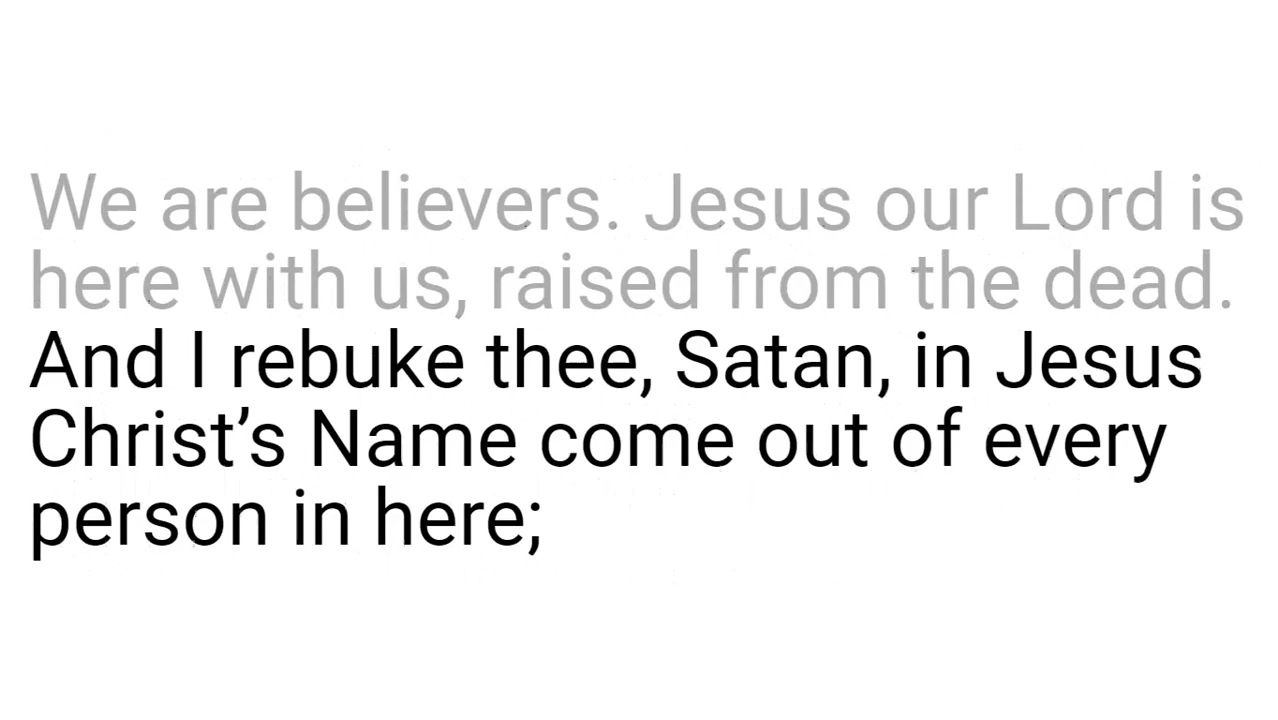 We are believers. Jesus our Lord is
here with us, raised from the dead.
And I rebuke thee, Satan, in Jesus
Christ’s Name come out of every
person in here;